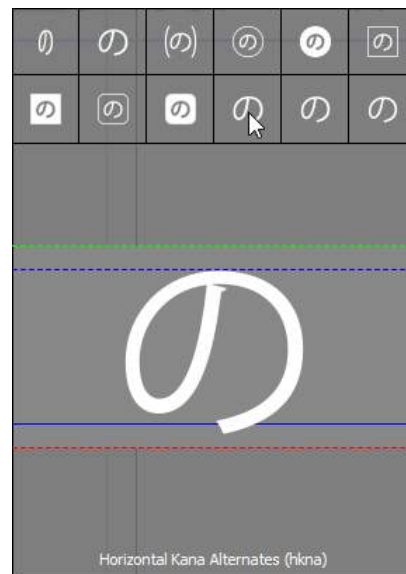 の の (の) の の の
の の の の の の
の
Horizontal Kana Alternates (hkna)